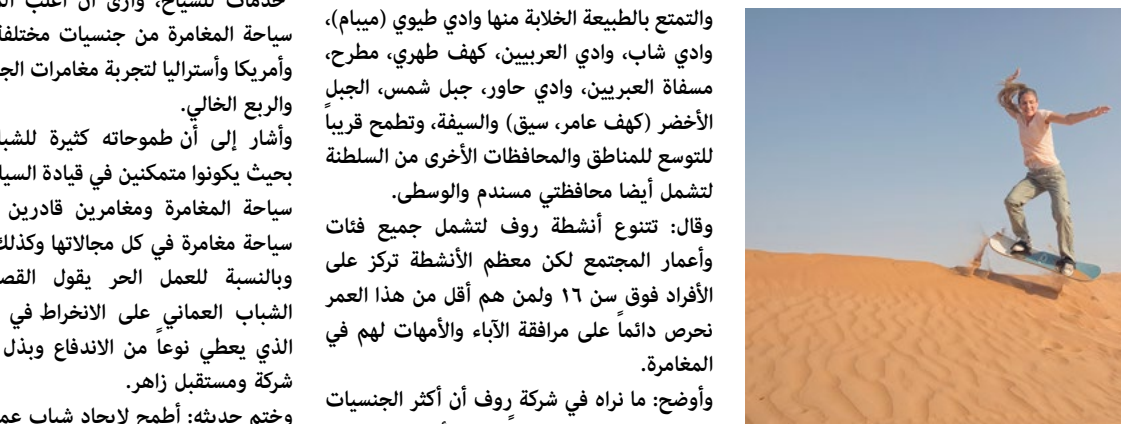 والتمتع بالطبيعة الخلابة منها وادي طيوي (ميبام)،
وادي شاب، وادي العربيين، كهف طهري، مطرح،
مسفاة العبريين، وادي حاور، جبل شمس، الجبل
الأخضر (كهف عامر، سيق) والسيفة، وتطمح قريباً
للتوسع للمناطق والمحافظات الأخرى من السلطنة
لتشمل أيضا محافظتي مسندم والوسطى.
وقال: تتنوع أنشطة روف لتشمل جميع فئات
وأعمار المجتمع لكن معظم الأنشطة تركز على
الأفراد فوق سن ١٦ ولمن هم أقل من هذا العمر
نحرص دائماً على مرافقة الآباء والأمهات لهم في
المغامرة.
وأوضح: ما نراه في شركة روف أن أكثر الجنسيات
خدمات للسياح، وأرى أن أغلب
سياحة المغامرة من جنسيات مختلفة
وأمريكا وأستراليا لتجربة مغامرات
والربع الخالي.
وأشار إلى أن طموحاته كثيرة
بحيث يكونوا متمكنين في قيادة
سياحة المغامرة ومغامرين قادرين
سياحة مغامرة في كل مجالاتها وكذلك
وبالنسبة للعمل الحر يقول
الشباب العماني على الانخراط في
الذي يعطي نوعاً من الاندفاع وبذل
شركة ومستقبل زاهر.
وختم حديثه: أطمح لإيجاد شباب